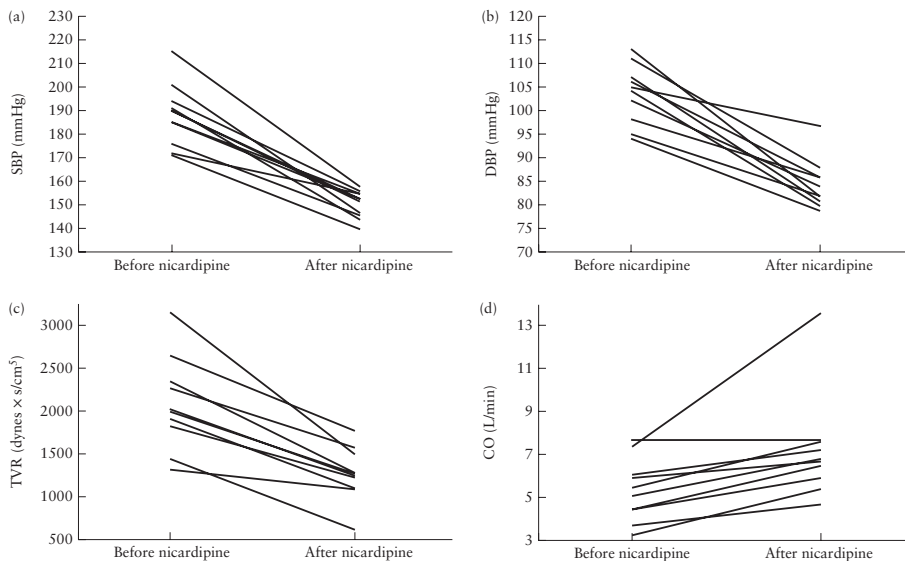 (a)
230
220
210
200
190
180
170
160
150
140
130
SBP (mmHg)
Before nicardipine
After nicardipine
(b)
120
115
110
105
100
95
90
85
80
75
70
DBP (mmHg)
Before nicardipine
After nicardipine
(c)
3000
2500
2000
1500
1000
500
TVR (dynes × s/cm⁵)
Before nicardipine
After nicardipine
(d)
13
11
9
7
5
3
CO (L/min)
Before nicardipine
After nicardipine